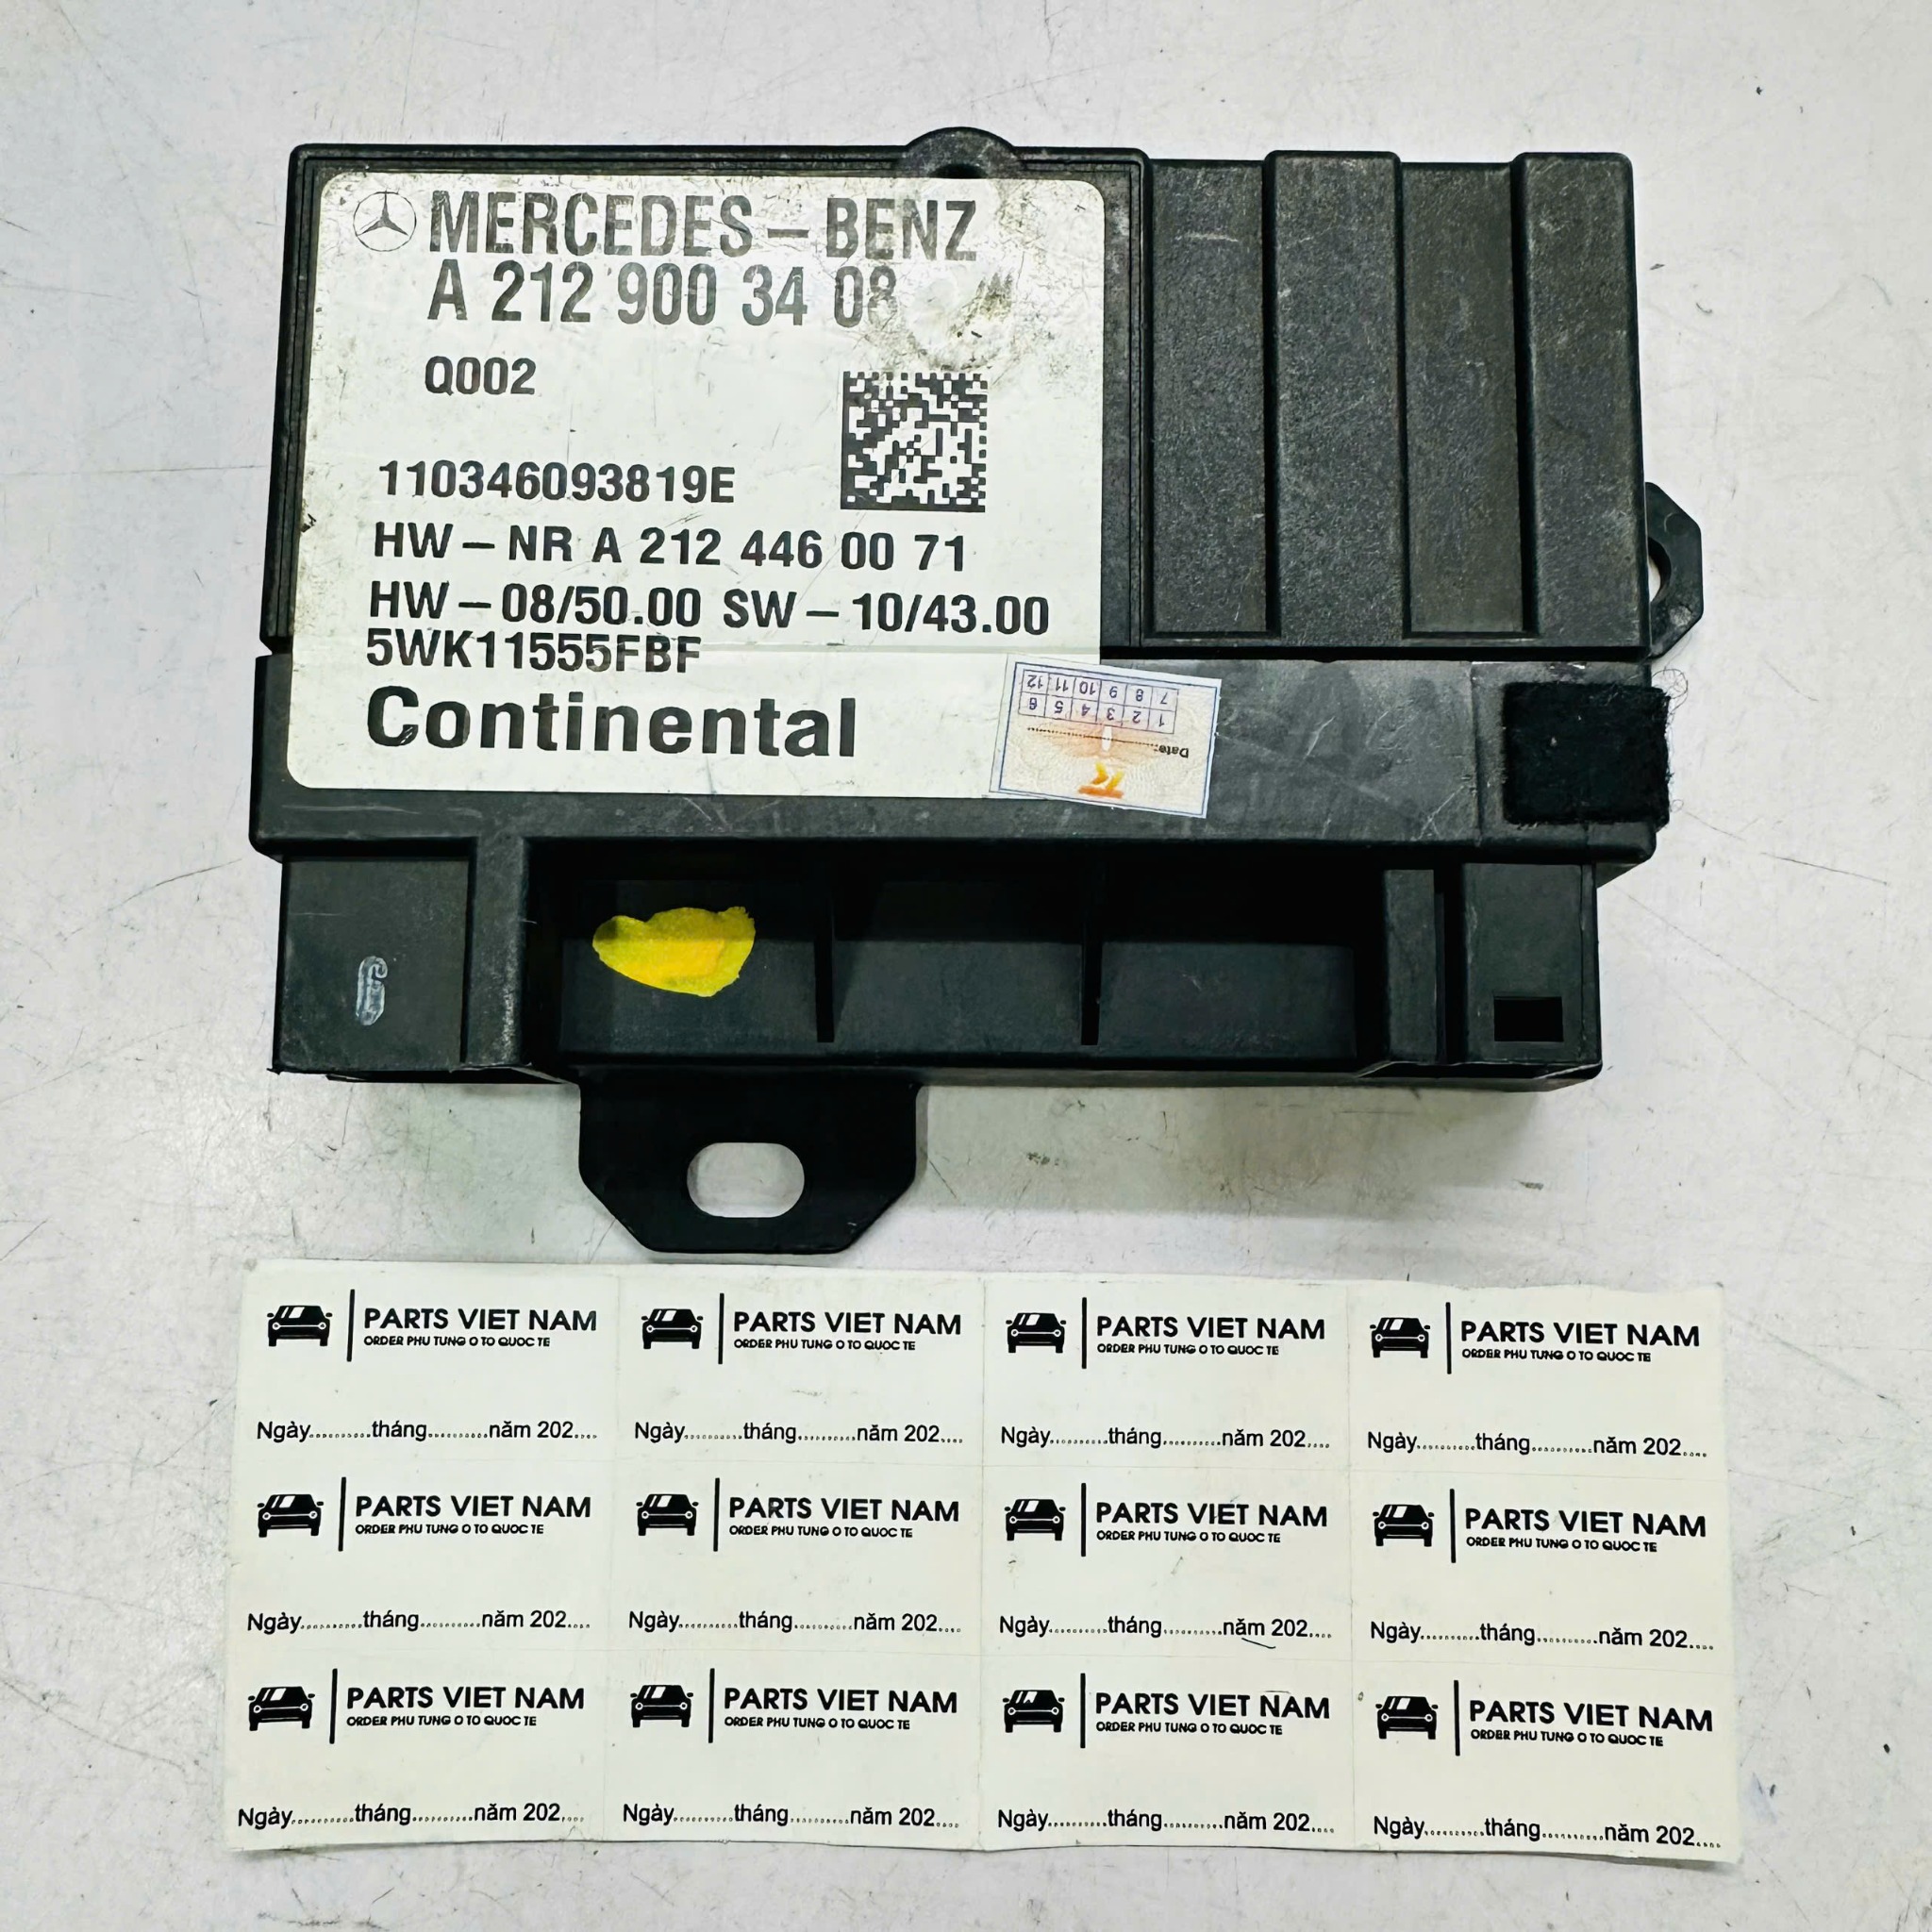 MERCEDES-BENZ
A 212 900 34 08
Q002
110346093819E
HW-NR A 212 446 00 71
HW-08/50.00 SW-10/43.00
5WK11555FBF
Continental
Date:
1 2 3 4 5 6
7 8 9 10 11 12
PARTS VIET NAM PARTS VIET NAM PARTS VIET NAM PARTS VIET NAM
ORDER PHU TUNG O TO QUOC TE ORDER PHU TUNG O TO QUOC TE ORDER PHU TUNG O TO QUOC TE ORDER PHU TUNG O TO QUOC TE
Ngày..........tháng..........năm 202.... Ngày..........tháng..........năm 202.... Ngày..........tháng..........năm 202.... Ngày..........tháng..........năm 202....
PARTS VIET NAM PARTS VIET NAM PARTS VIET NAM PARTS VIET NAM
ORDER PHU TUNG O TO QUOC TE ORDER PHU TUNG O TO QUOC TE ORDER PHU TUNG O TO QUOC TE ORDER PHU TUNG O TO QUOC TE
Ngày..........tháng..........năm 202.... Ngày..........tháng..........năm 202.... Ngày..........tháng..........năm 202.... Ngày..........tháng..........năm 202....
PARTS VIET NAM PARTS VIET NAM PARTS VIET NAM PARTS VIET NAM
ORDER PHU TUNG O TO QUOC TE ORDER PHU TUNG O TO QUOC TE ORDER PHU TUNG O TO QUOC TE ORDER PHU TUNG O TO QUOC TE
Ngày..........tháng..........năm 202.... Ngày..........tháng..........năm 202.... Ngày..........tháng..........năm 202.... Ngày..........tháng..........năm 202....